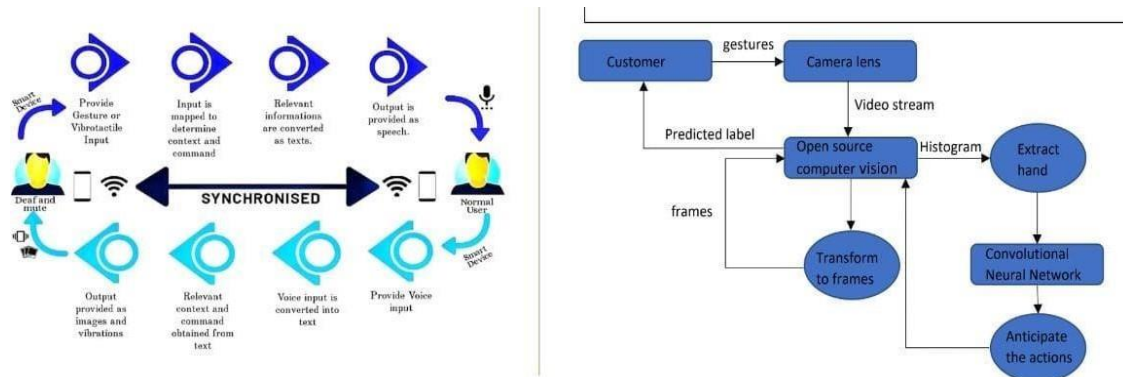 Smart
Device
Provide
Gesture or
Vibrotactile
Input
Input is
mapped to
determine
context and
command
Relevant
informations
are converted
as texts.
Output is
provided as
speech.
Deaf and
mute
SYNCHRONISED
Normal
User
Smart
Device
Output
provided as
images and
vibrations
Relevant
context and
command
obtained from
text
Voice input is
converted into
text
Provide Voice
input
Customer
gestures
Camera lens
Video stream
Predicted label
Open source
computer vision
Histogram
Extract
hand
frames
Transform
to frames
Convolutional
Neural Network
Anticipate
the actions